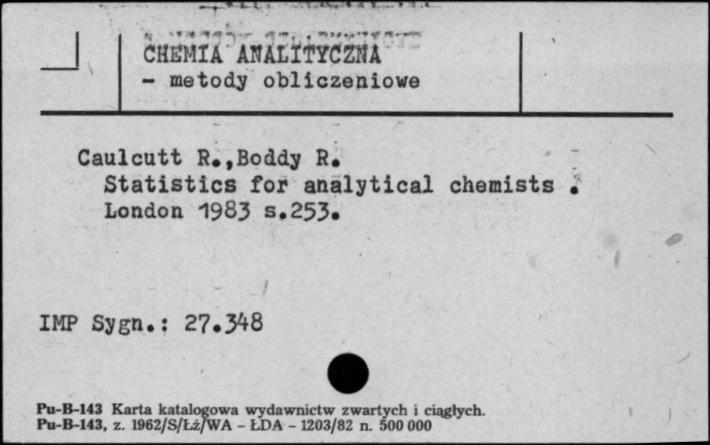 CHEMIA ANALITYCZNA
- metody obliczeniowe
Caulcutt R.,Boddy R.
Statistics for analytical chemists .
London 1983 s.253.
IMP Sygn.: 27.348
Pu-B-143 Karta katalogowa wydawnictw zwartych i ciągłych.
Pu-B-143, z. 1962/S/Łż/WA - ŁDA - 1203/82 n. 500 000